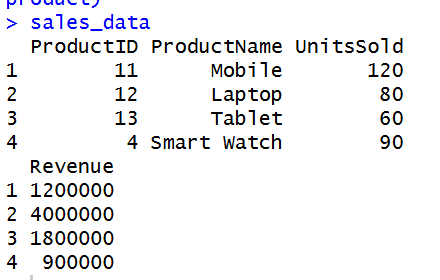 product)
> sales_data
ProductID ProductName UnitsSold
1 11 Mobile 120
2 12 Laptop 80
3 13 Tablet 60
4 4 Smart Watch 90
Revenue
1 1200000
2 4000000
3 1800000
4 900000